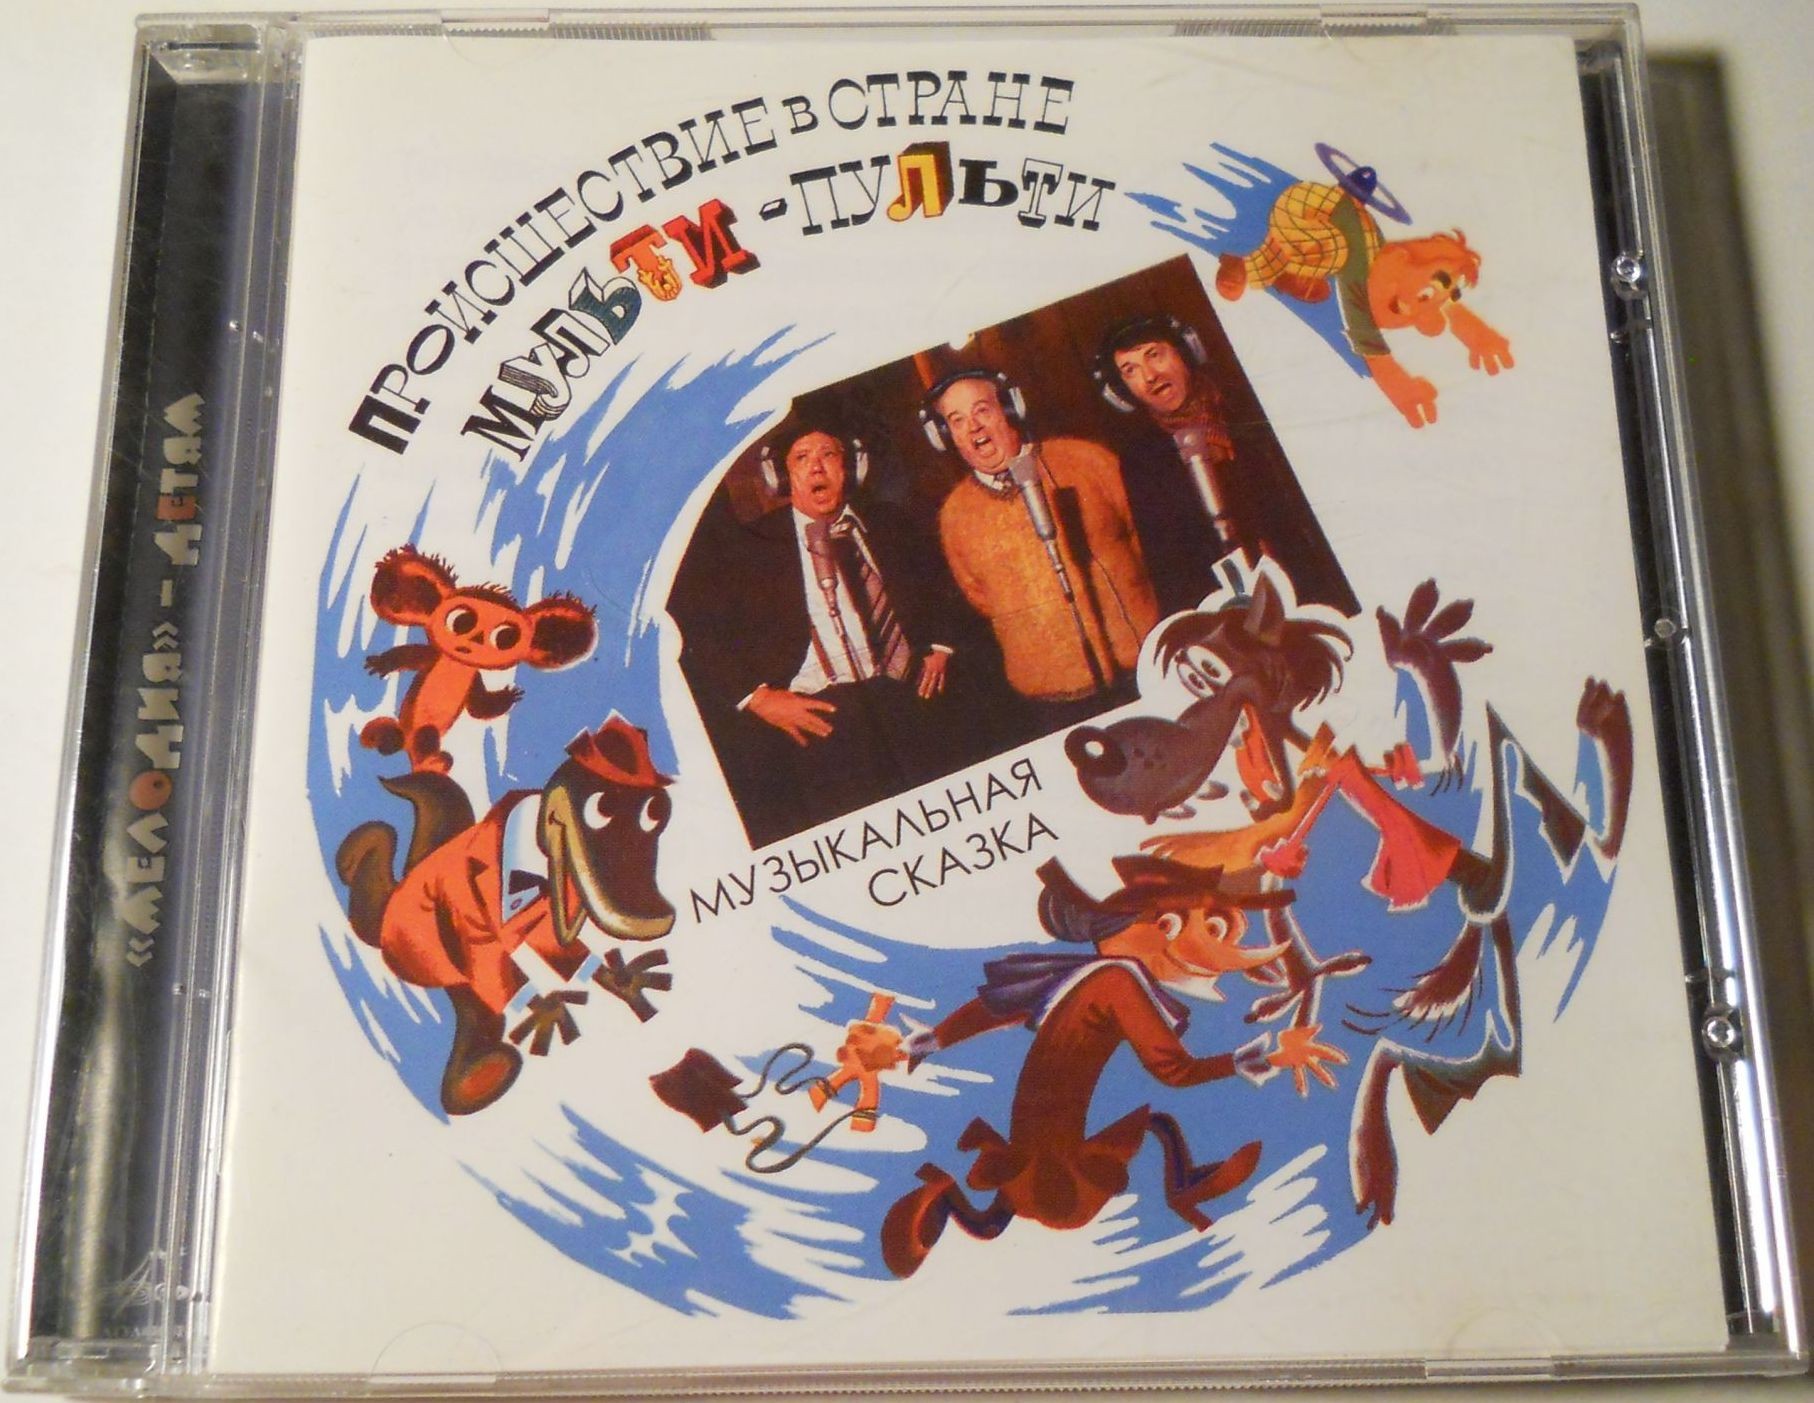 ПРОИСШЕСТВИЕ В СТРАНЕ
МУЛЬТИ-ПУЛЬТИ
МУЗЫКАЛЬНАЯ
СКАЗКА
«МЕЛОДИЯ» – ДЕТЯМ